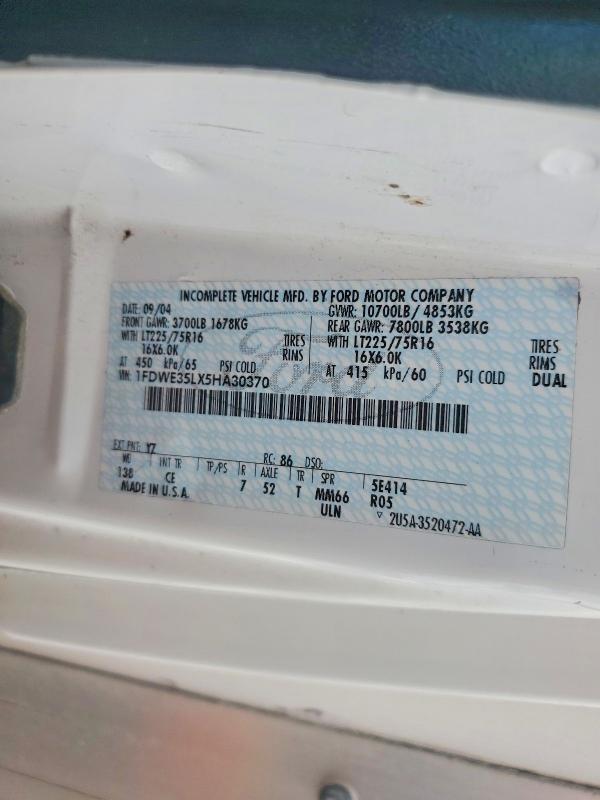 INCOMPLETE VEHICLE MFD. BY FORD MOTOR COMPANY
DATE: 09/04 GVWR: 10700LB / 4853KG
FRONT GAWR: 3700LB 1678KG REAR GAWR: 7800LB 3538KG
WITH LT225/75R16 TIRES WITH LT225/75R16 TIRES
16X6.0K RIMS 16X6.0K RIMS
AT 450 kPa/65 PSI COLD AT 415 kPa/60 PSI COLD DUAL
VIN: 1FDWE35LX5HA30370
Ford
EXT PNT: Y7 RC: 86 DSO:
WB INT TR TP/PS R AXLE TR SPR 5E414
138 CE 7 52 T MM66 R05
MADE IN U.S.A. ULN ▽ 2U5A-3520472-AA